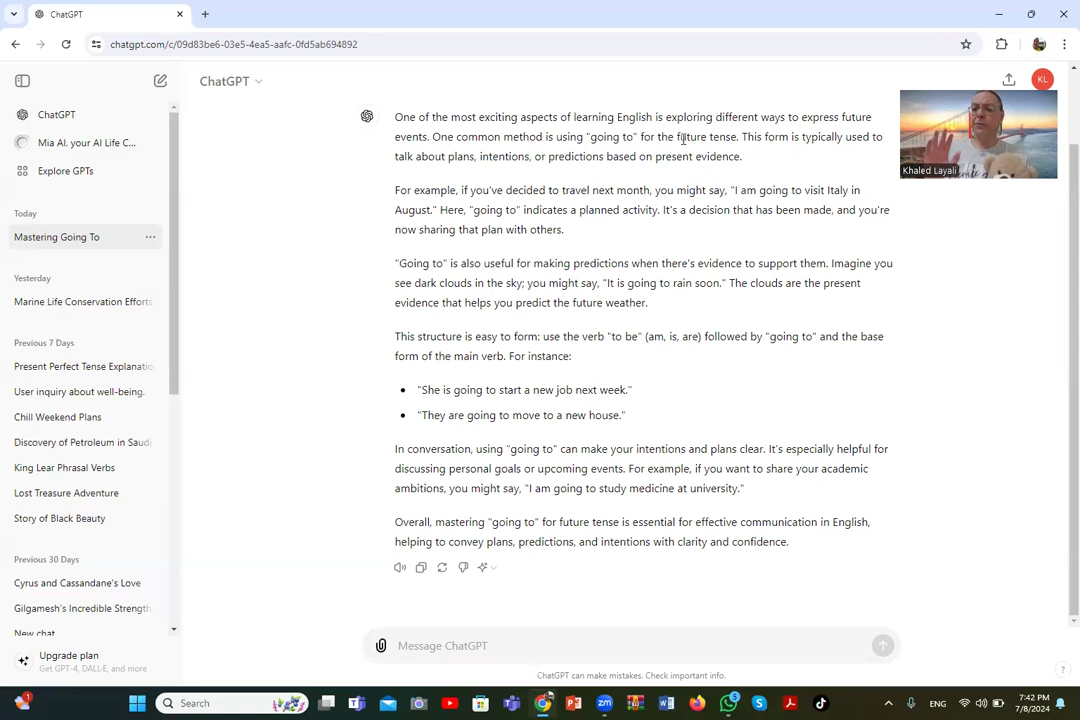 ChatGPT
chatgpt.com/c/09d83be6-03e5-4ea5-aafc-0fd5ab694892
ChatGPT
KL
ChatGPT
Mia AI, your AI Life C...
Explore GPTs
Today
Mastering Going To
Yesterday
Marine Life Conservation Efforts
Previous 7 Days
Present Perfect Tense Explanatio
User inquiry about well-being.
Chill Weekend Plans
Discovery of Petroleum in Saudi
King Lear Phrasal Verbs
Lost Treasure Adventure
Story of Black Beauty
Previous 30 Days
Cyrus and Cassandane's Love
Gilgamesh's Incredible Strength
New chat
Upgrade plan
Get GPT-4, DALL-E, and more
One of the most exciting aspects of learning English is exploring different ways to express future
events. One common method is using "going to" for the future tense. This form is typically used to
talk about plans, intentions, or predictions based on present evidence.
For example, if you've decided to travel next month, you might say, "I am going to visit Italy in
August." Here, "going to" indicates a planned activity. It's a decision that has been made, and you're
now sharing that plan with others.
"Going to" is also useful for making predictions when there's evidence to support them. Imagine you
see dark clouds in the sky; you might say, "It is going to rain soon." The clouds are the present
evidence that helps you predict the future weather.
This structure is easy to form: use the verb "to be" (am, is, are) followed by "going to" and the base
form of the main verb. For instance:
"She is going to start a new job next week."
"They are going to move to a new house."
In conversation, using "going to" can make your intentions and plans clear. It's especially helpful for
discussing personal goals or upcoming events. For example, if you want to share your academic
ambitions, you might say, "I am going to study medicine at university."
Overall, mastering "going to" for future tense is essential for effective communication in English,
helping to convey plans, predictions, and intentions with clarity and confidence.
Khaled Layali
Message ChatGPT
ChatGPT can make mistakes. Check important info.
?
1
Search
5
ENG
7:42 PM
7/8/2024